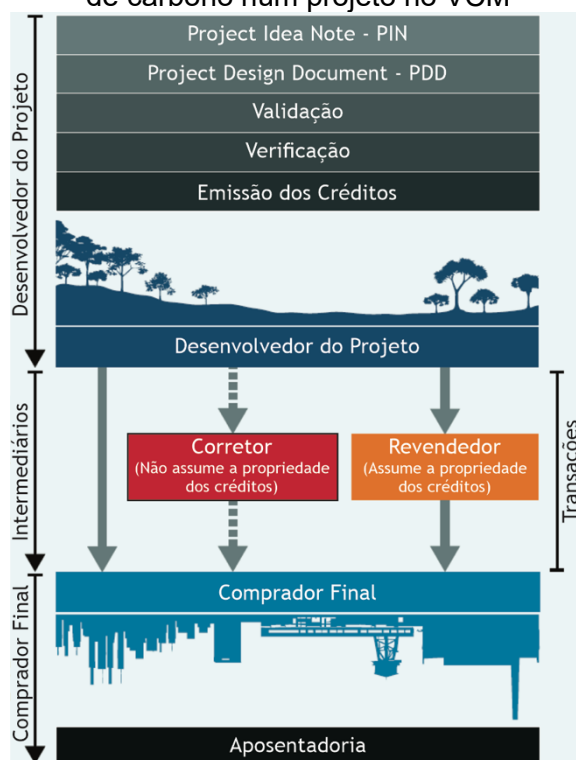 de carbono num projeto no VCM
Project Idea Note - PIN
Project Design Document - PDD
Validação
Verificação
Emissão dos Créditos
Desenvolvedor do Projeto
Desenvolvedor do Projeto
Intermediários
Corretor
(Não assume a propriedade
dos créditos)
Revendedor
(Assume a propriedade
dos créditos)
Transações
Comprador Final
Comprador Final
Aposentadoria